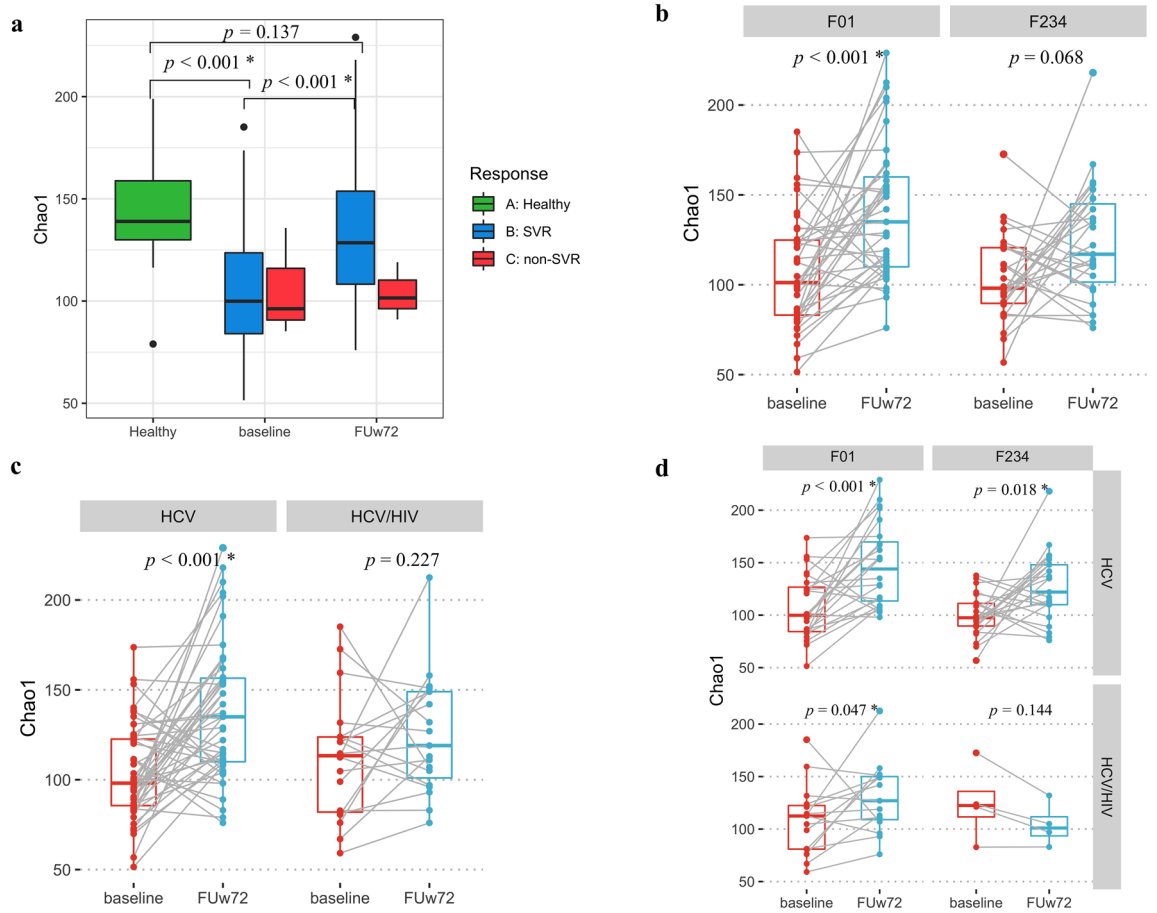 a
p = 0.137
p < 0.001 *
p < 0.001 *
200
150
100
50
Chao1
Healthy
baseline
FUw72
Response
A: Healthy
B: SVR
C: non-SVR
b
F01
F234
p < 0.001 *
p = 0.068
200
150
100
50
Chao1
baseline
FUw72
baseline
FUw72
c
HCV
HCV/HIV
p < 0.001 *
p = 0.227
200
150
100
50
Chao1
baseline
FUw72
baseline
FUw72
d
F01
F234
p < 0.001 *
p = 0.018 *
200
150
100
50
HCV
Chao1
p = 0.047 *
p = 0.144
200
150
100
50
HCV/HIV
baseline
FUw72
baseline
FUw72